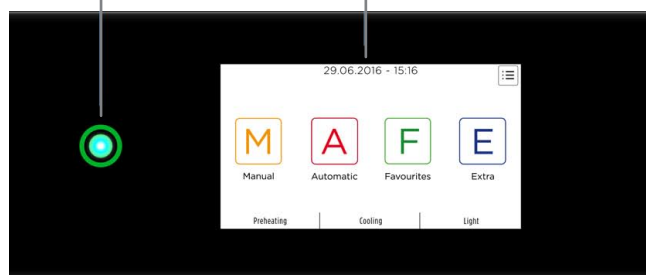 29.06.2016 - 15:16
M A F E
Manual Automatic Favourites Extra
Preheating Cooling Light